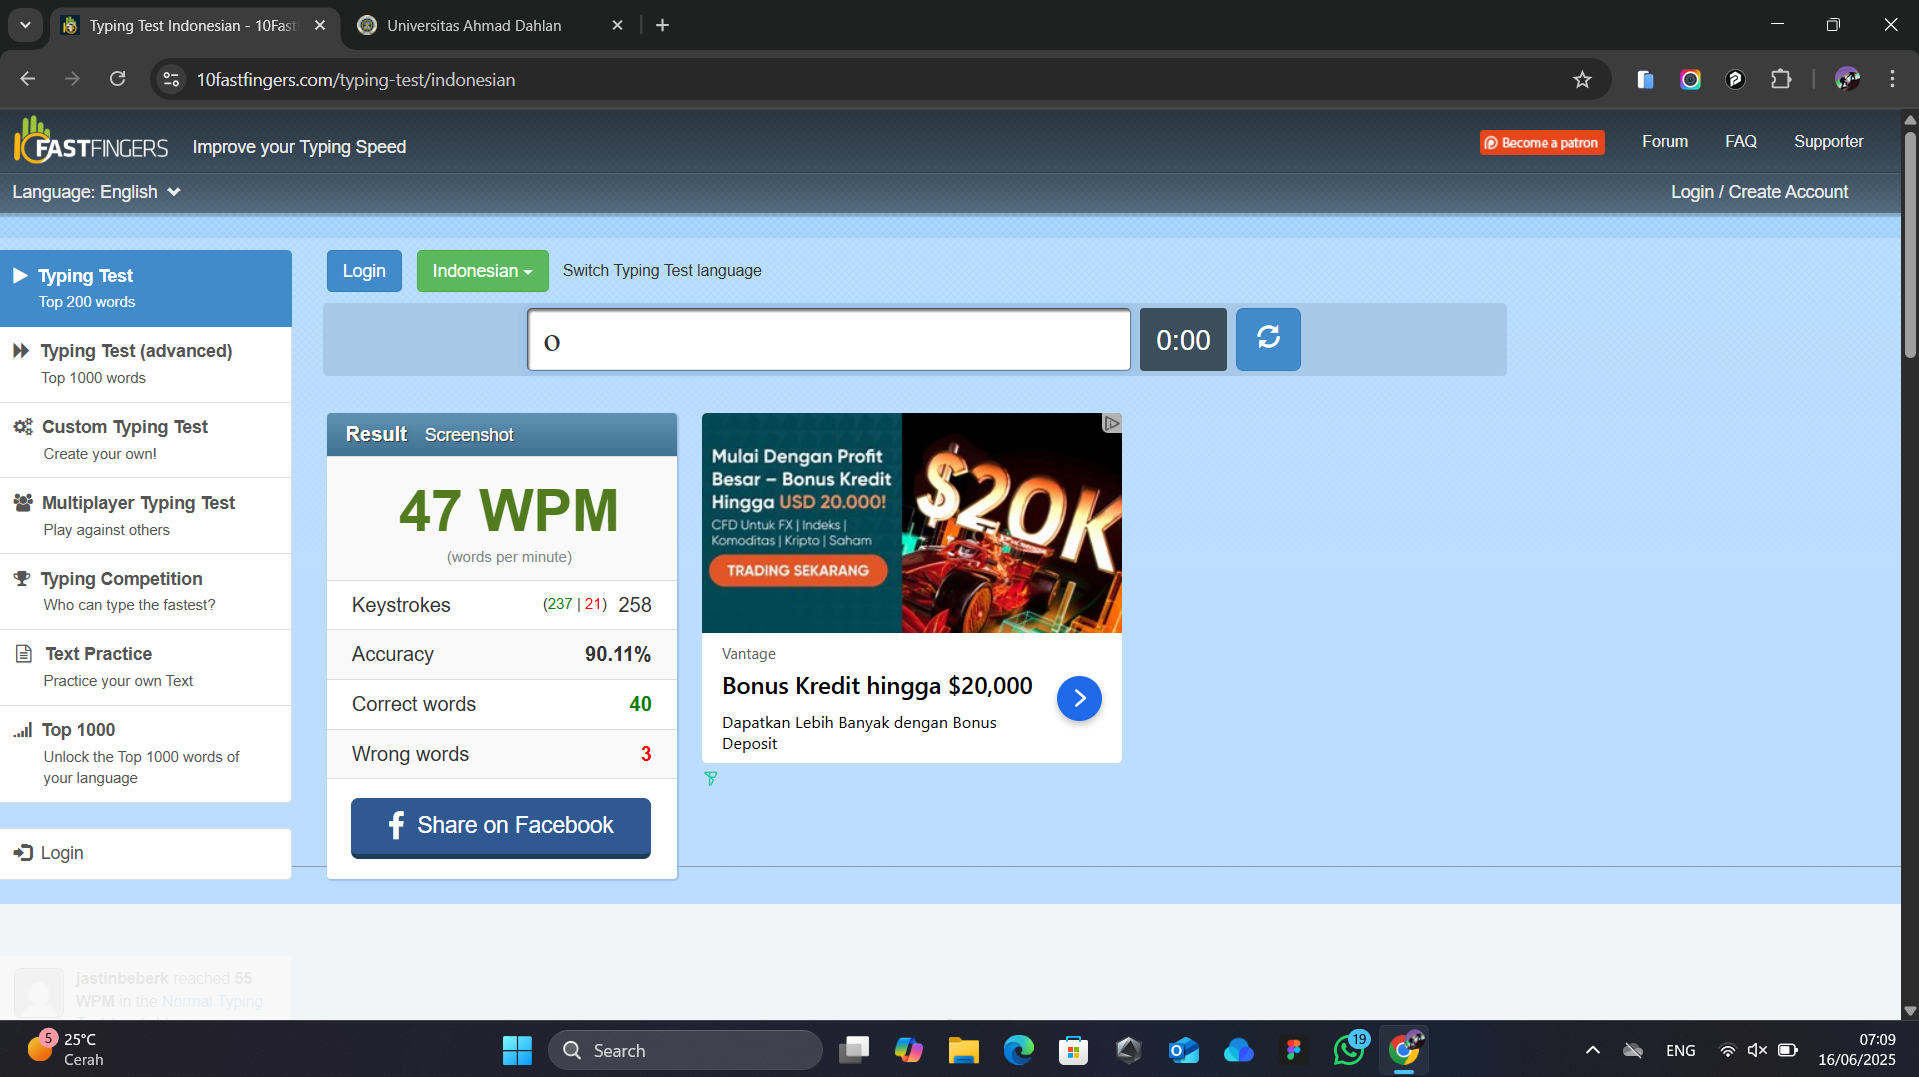 Typing Test Indonesian - 10Fast
Universitas Ahmad Dahlan
10fastfingers.com/typing-test/indonesian
10FASTFINGERS
Improve your Typing Speed
Become a patron
Forum
FAQ
Supporter
Language: English
Login / Create Account
Typing Test
Top 200 words
Typing Test (advanced)
Top 1000 words
Custom Typing Test
Create your own!
Multiplayer Typing Test
Play against others
Typing Competition
Who can type the fastest?
Text Practice
Practice your own Text
Top 1000
Unlock the Top 1000 words of
your language
Login
Login
Indonesian
Switch Typing Test language
o
0:00
Result
Screenshot
47 WPM
(words per minute)
Keystrokes
(237 | 21) 258
Accuracy
90.11%
Correct words
40
Wrong words
3
Share on Facebook
Mulai Dengan Profit
Besar – Bonus Kredit
Hingga USD 20.000!
CFD Untuk FX | Indeks |
Komoditas | Kripto | Saham
TRADING SEKARANG
$20K
Vantage
Bonus Kredit hingga $20,000
Dapatkan Lebih Banyak dengan Bonus
Deposit
jastinbeberk reached 55
WPM in the Normal Typing
5
25°C
Cerah
Search
19
ENG
07:09
16/06/2025